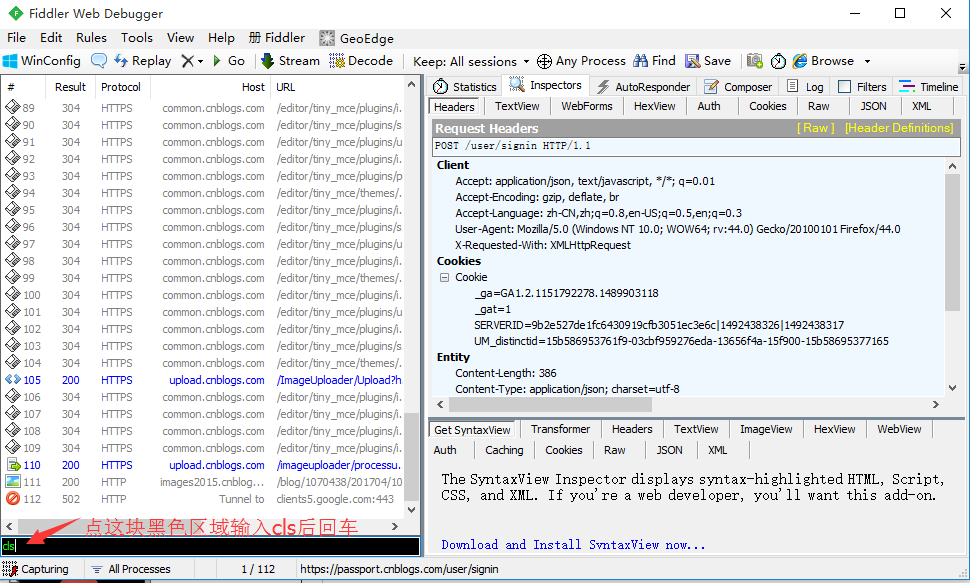 Fiddler Web Debugger
File Edit Rules Tools View Help 册 Fiddler GeoEdge
WinConfig Replay Go Stream Decode Keep: All sessions Any Process Find Save Browse
# Result Protocol Host URL
89 304 HTTPS common.cnblogs.com /editor/tiny_mce/plugins/i.
90 304 HTTPS common.cnblogs.com /editor/tiny_mce/plugins/s
91 304 HTTPS common.cnblogs.com /editor/tiny_mce/plugins/u
92 304 HTTPS common.cnblogs.com /editor/tiny_mce/plugins/i.
93 304 HTTPS common.cnblogs.com /editor/tiny_mce/plugins/p
94 304 HTTPS common.cnblogs.com /editor/tiny_mce/themes/.
95 304 HTTPS common.cnblogs.com /editor/tiny_mce/plugins/i.
96 304 HTTPS common.cnblogs.com /editor/tiny_mce/plugins/s
97 304 HTTPS common.cnblogs.com /editor/tiny_mce/plugins/u
98 304 HTTPS common.cnblogs.com /editor/tiny_mce/plugins/i.
99 304 HTTPS common.cnblogs.com /editor/tiny_mce/themes/.
100 304 HTTPS common.cnblogs.com /editor/tiny_mce/plugins/i
101 304 HTTPS common.cnblogs.com /editor/tiny_mce/plugins/u
102 304 HTTPS common.cnblogs.com /editor/tiny_mce/plugins/i.
103 304 HTTPS common.cnblogs.com /editor/tiny_mce/plugins/s
104 304 HTTPS common.cnblogs.com /editor/tiny_mce/themes/.
105 200 HTTPS upload.cnblogs.com /ImageUploader/Upload?h
106 304 HTTPS common.cnblogs.com /editor/tiny_mce/plugins/i.
107 304 HTTPS common.cnblogs.com /editor/tiny_mce/plugins/i.
108 304 HTTPS common.cnblogs.com /editor/tiny_mce/plugins/i.
109 304 HTTPS common.cnblogs.com /editor/tiny_mce/plugins/i.
110 200 HTTPS upload.cnblogs.com /imageuploader/processu.
111 200 HTTP images2015.cnblog... /blog/1070438/201704/10
112 502 HTTP Tunnel to clients5.google.com:443
点这块黑色区域输入cls后回车
cls
Statistics Inspectors AutoResponder Composer Log Filters Timeline
Headers TextView WebForms HexView Auth Cookies Raw JSON XML
Request Headers [ Raw ] [Header Definitions]
POST /user/signin HTTP/1.1
Client
Accept: application/json, text/javascript, */*; q=0.01
Accept-Encoding: gzip, deflate, br
Accept-Language: zh-CN,zh;q=0.8,en-US;q=0.5,en;q=0.3
User-Agent: Mozilla/5.0 (Windows NT 10.0; WOW64; rv:44.0) Gecko/20100101 Firefox/44.0
X-Requested-With: XMLHttpRequest
Cookies
Cookie
_ga=GA1.2.1151792278.1489903118
_gat=1
SERVERID=9b2e527de1fc6430919cfb3051ec3e6c|1492438326|1492438317
UM_distinctid=15b586953761f9-03cbf959276eda-13656f4a-15f900-15b58695377165
Entity
Content-Length: 386
Content-Type: application/json; charset=utf-8
Get SyntaxView Transformer Headers TextView ImageView HexView WebView
Auth Caching Cookies Raw JSON XML
The SyntaxView Inspector displays syntax-highlighted HTML, Script,
CSS, and XML. If you're a web developer, you'll want this add-on.
Download and Install SyntaxView now...
Capturing All Processes 1 / 112 https://passport.cnblogs.com/user/signin